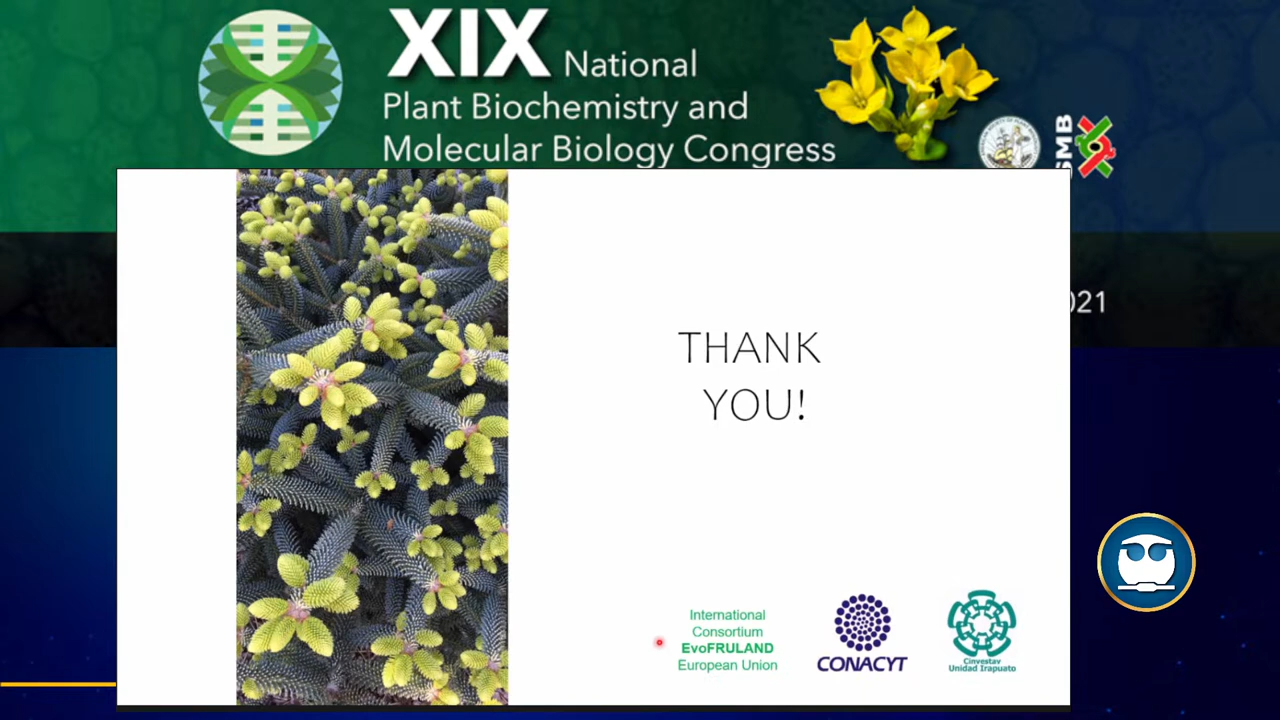 XIX National
Plant Biochemistry and
Molecular Biology Congress
SMB
021
THANK
YOU!
International
Consortium
EvoFRULAND
European Union
CONACYT
Cinvestav
Unidad Irapuato